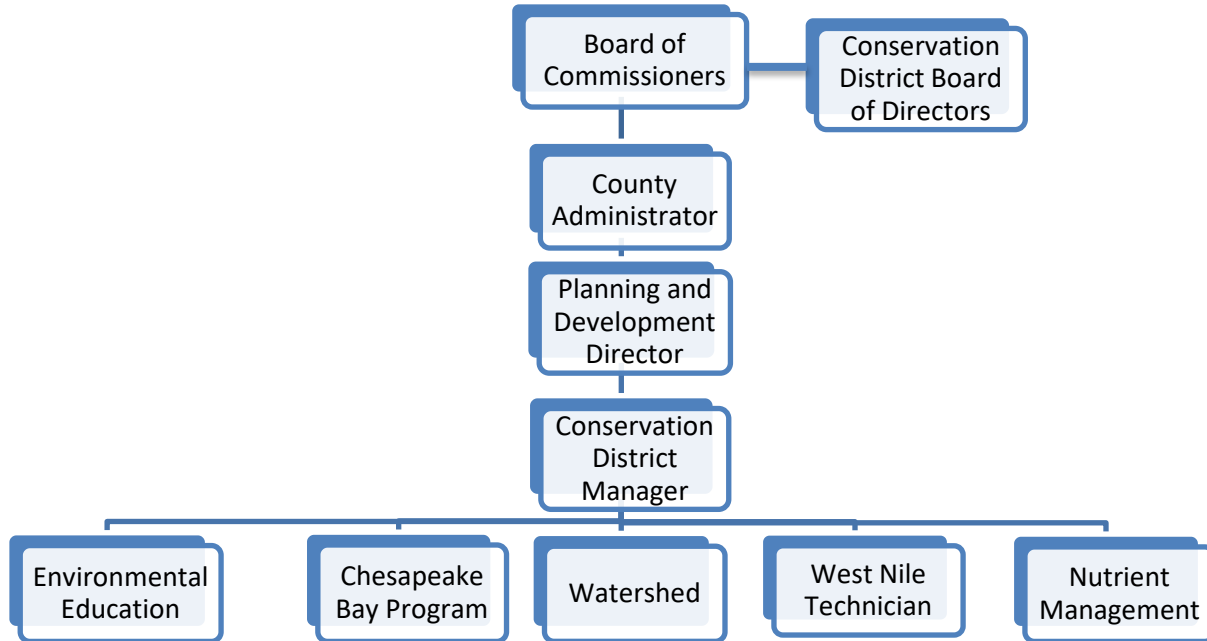 Board of
Commissioners
Conservation
District Board
of Directors
County
Administrator
Planning and
Development
Director
Conservation
District
Manager
Environmental
Education
Chesapeake
Bay Program
Watershed
West Nile
Technician
Nutrient
Management